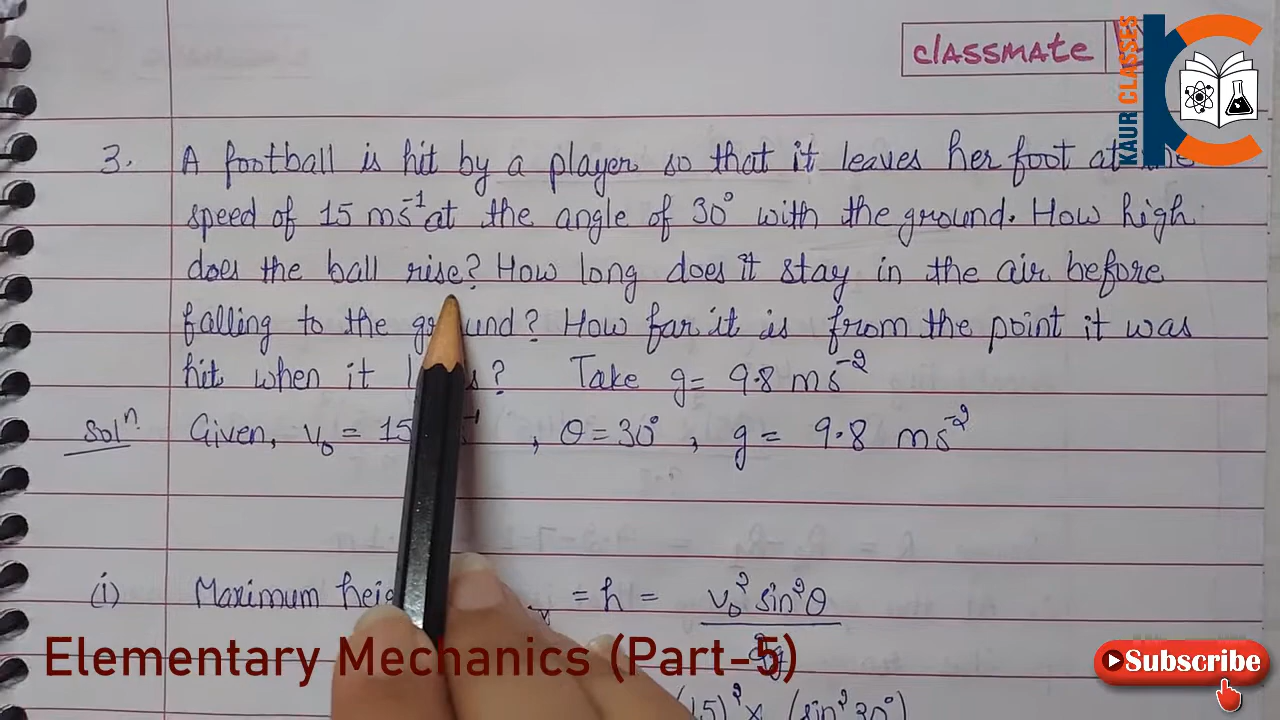 classmate
KAUR CLASSES
3. A football is hit by a player so that it leaves her foot at the
speed of 15 ms⁻¹ at the angle of 30° with the ground. How high
does the ball rise? How long does it stay in the air before
falling to the ground? How far it is from the point it was
hit when it ? Take g = 9.8 ms⁻²
Solⁿ Given, v₀ = 15 , θ = 30°, g = 9.8 ms⁻²
(i) Maximum = h = v₀² sin²θ
2g
Elementary Mechanics (Part-5)
Subscribe
(15)² × (sin²30°)